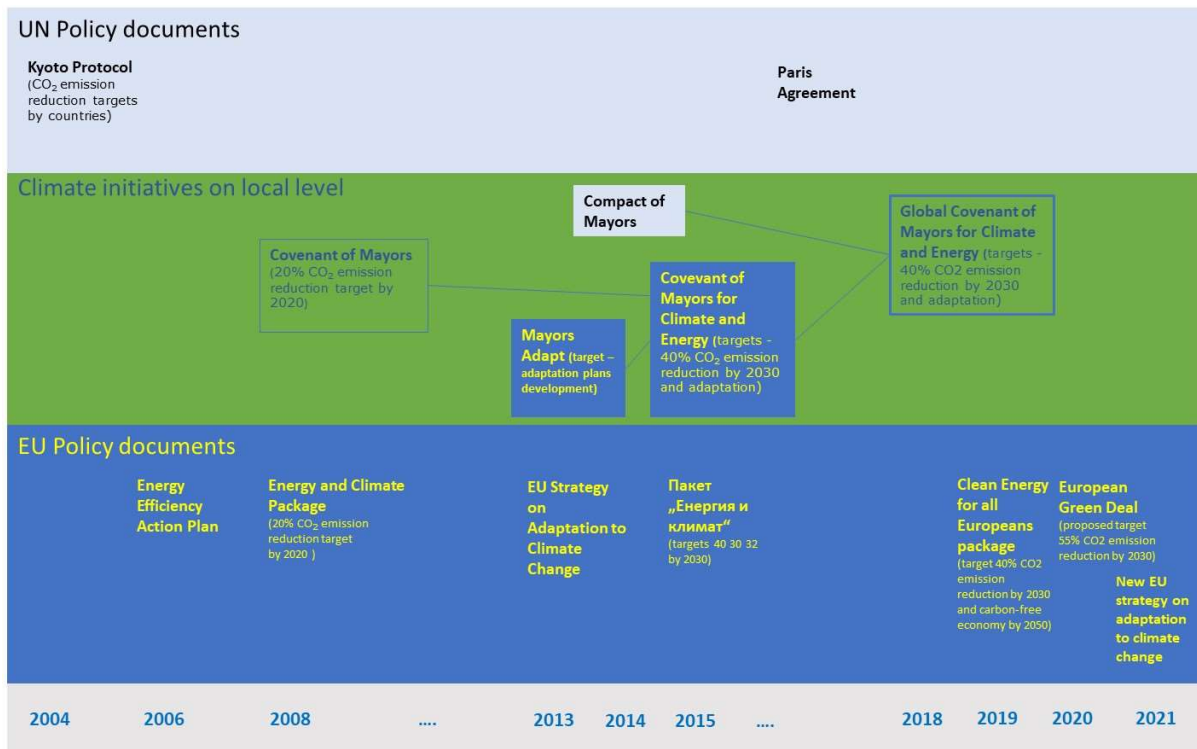 UN Policy documents
Kyoto Protocol
(CO₂ emission
reduction targets
by countries)
Paris
Agreement
Climate initiatives on local level
Compact of
Mayors
Global Covenant of
Mayors for Climate
and Energy (targets -
40% CO2 emission
reduction by 2030
and adaptation)
Covenant of Mayors
(20% CO₂ emission
reduction target by
2020)
Covevant of
Mayors for
Climate and
Energy (targets -
40% CO₂ emission
reduction by 2030
and adaptation)
Mayors
Adapt (target –
adaptation plans
development)
EU Policy documents
Energy
Efficiency
Action Plan
Energy and Climate
Package
(20% CO₂ emission
reduction target
by 2020 )
EU Strategy
on
Adaptation to
Climate
Change
Пакет
„Енергия и
климат“
(targets 40 30 32
by 2030)
Clean Energy
for all
Europeans
package
(target 40% CO2
emission
reduction by 2030
and carbon-free
economy by 2050)
European
Green Deal
(proposed target
55% CO2 emission
reduction by 2030)
New EU
strategy on
adaptation
to climate
change
2004 2006 2008 .... 2013 2014 2015 .... 2018 2019 2020 2021